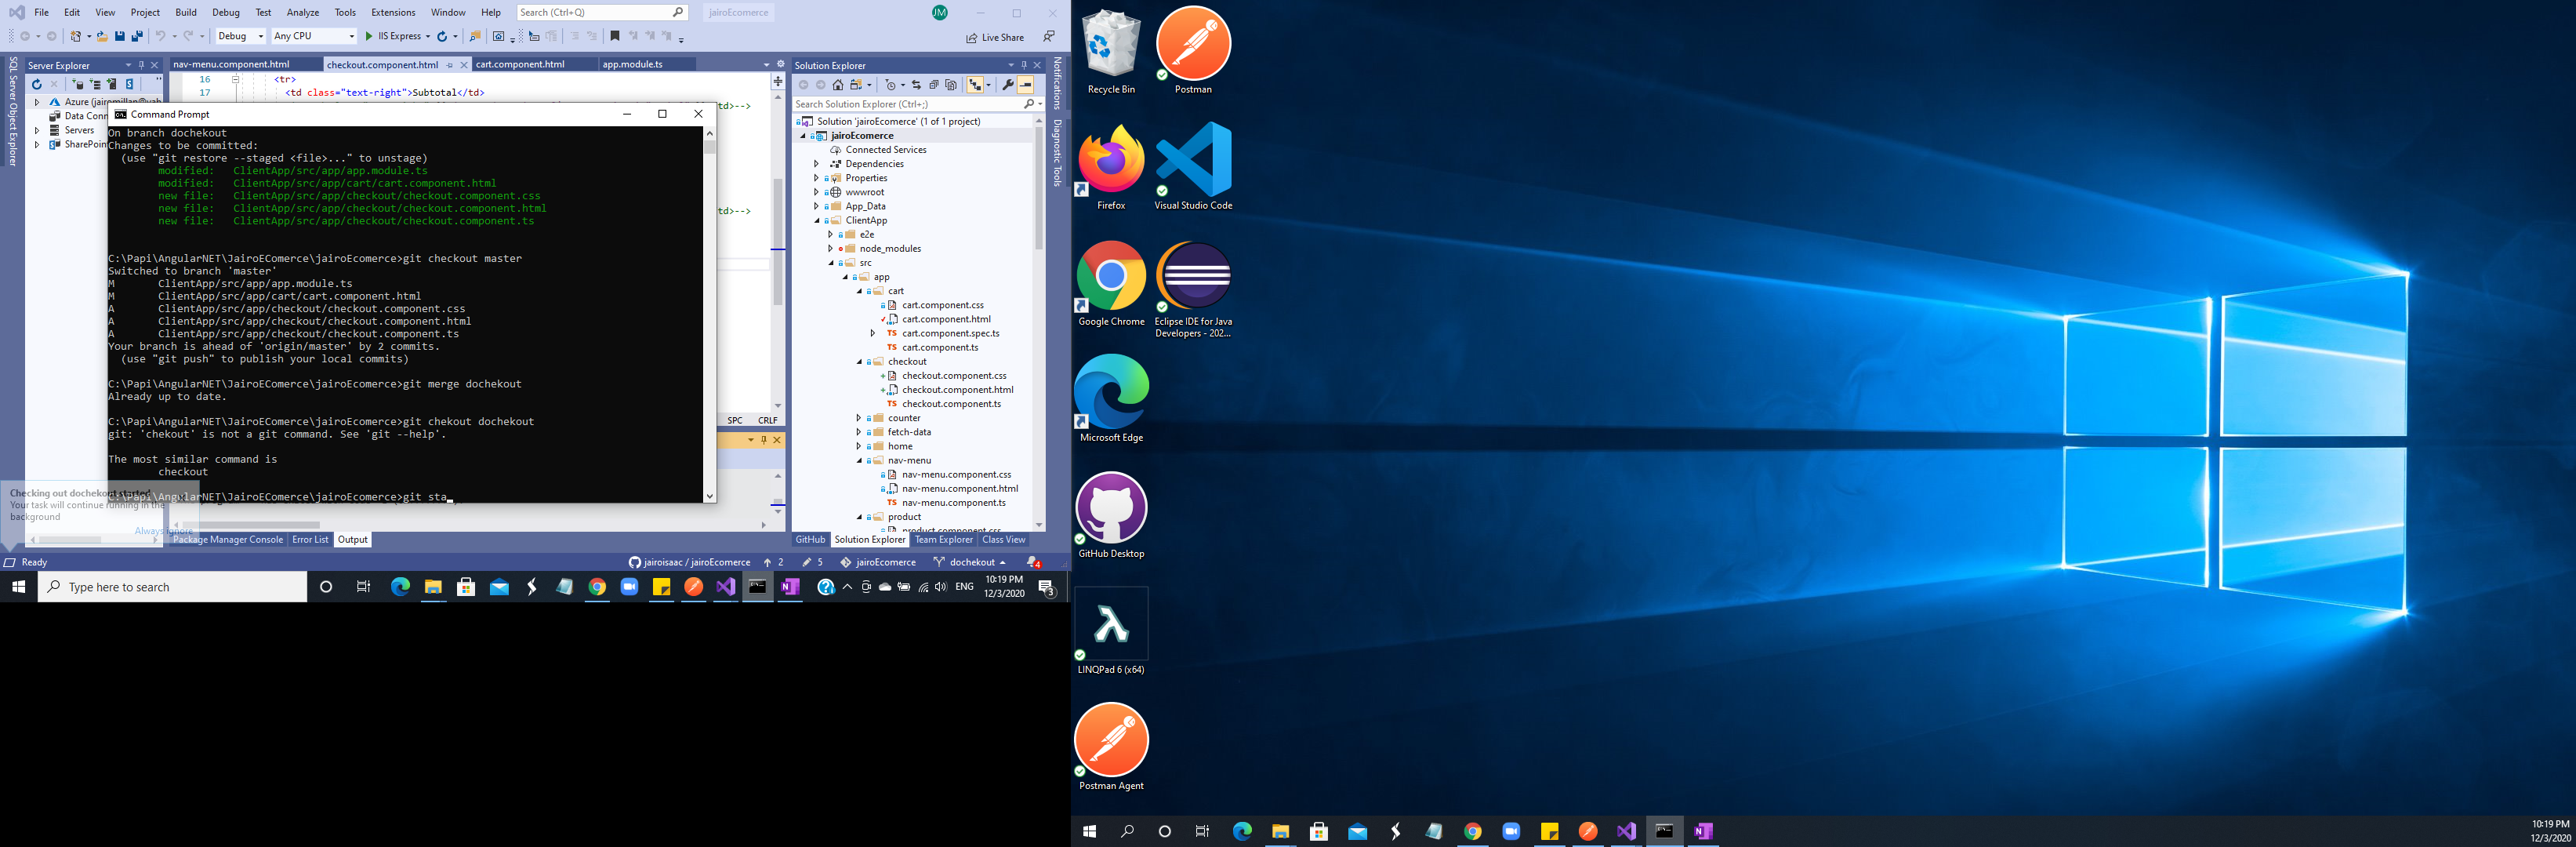 File Edit View Project Build Debug Test Analyze Tools Extensions Window Help Search (Ctrl+Q) JairoEcomerce JM
Debug Any CPU IIS Express Live Share
SQL Server Object Explorer
Server Explorer
Azure
Data Conn
Servers
SharePoin
nav-menu.component.html checkout.component.html cart.component.html app.module.ts
16 <tr>
17 <td class="text-right">Subtotal</td>
td>-->
td>-->
Command Prompt
On branch dochekout
Changes to be committed:
(use "git restore --staged <file>..." to unstage)
modified: ClientApp/src/app/app.module.ts
modified: ClientApp/src/app/cart/cart.component.html
new file: ClientApp/src/app/checkout/checkout.component.css
new file: ClientApp/src/app/checkout/checkout.component.html
new file: ClientApp/src/app/checkout/checkout.component.ts
C:\Papi\AngularNET\JairoEComerce\jairoEcomerce>git checkout master
Switched to branch 'master'
M ClientApp/src/app/app.module.ts
M ClientApp/src/app/cart/cart.component.html
A ClientApp/src/app/checkout/checkout.component.css
A ClientApp/src/app/checkout/checkout.component.html
A ClientApp/src/app/checkout/checkout.component.ts
Your branch is ahead of 'origin/master' by 2 commits.
(use "git push" to publish your local commits)
C:\Papi\AngularNET\JairoEComerce\jairoEcomerce>git merge dochekout
Already up to date.
C:\Papi\AngularNET\JairoEComerce\jairoEcomerce>git chekout dochekout
git: 'chekout' is not a git command. See 'git --help'.
The most similar command is
checkout
C:\Papi\AngularNET\JairoEComerce\jairoEcomerce>git sta
Checking out dochekout started
Your task will continue running in the
background
Always ignore
SPC CRLF
Package Manager Console Error List Output
Solution Explorer
Search Solution Explorer (Ctrl+;)
Solution 'jairoEcomerce' (1 of 1 project)
jairoEcomerce
Connected Services
Dependencies
Properties
wwwroot
App_Data
ClientApp
e2e
node_modules
src
app
cart
cart.component.css
cart.component.html
TS cart.component.spec.ts
TS cart.component.ts
checkout
checkout.component.css
checkout.component.html
TS checkout.component.ts
counter
fetch-data
home
nav-menu
nav-menu.component.css
nav-menu.component.html
TS nav-menu.component.ts
product
product.component.css
GitHub Solution Explorer Team Explorer Class View
Notifications
Diagnostic Tools
Ready jairoisaac / jairoEcomerce 2 5 jairoEcomerce dochekout 4
Type here to search ENG 10:19 PM
12/3/2020 3
Recycle Bin
Postman
Firefox
Visual Studio Code
Google Chrome
Eclipse IDE for Java
Developers - 202...
Microsoft Edge
GitHub Desktop
LINQPad 6 (x64)
Postman Agent
10:19 PM
12/3/2020